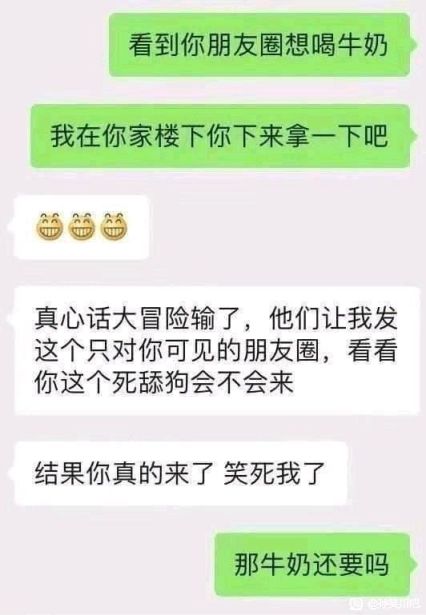 看到你朋友圈想喝牛奶
我在你家楼下你下来拿一下吧
真心话大冒险输了，他们让我发
这个只对你可见的朋友圈，看看
你这个死舔狗会不会来
结果你真的来了 笑死我了
那牛奶还要吗